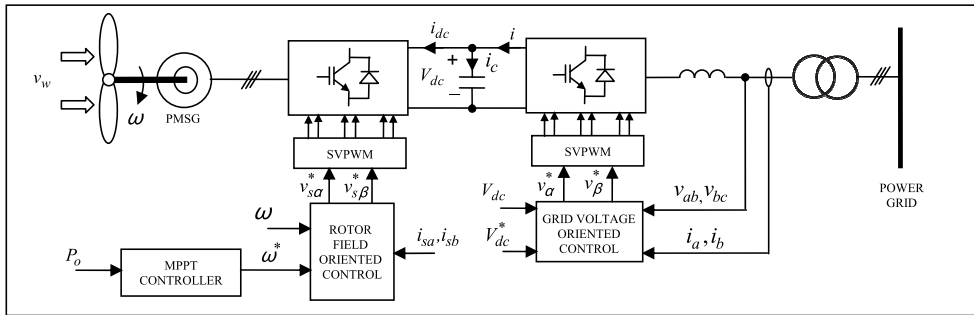 i_dc
i
+
V_dc
−
i_c
v_w
ω
PMSG
SVPWM
SVPWM
v*_sα
v*_sβ
v*_α
v*_β
V_dc
V*_dc
GRID VOLTAGE
ORIENTED
CONTROL
v_ab, v_bc
i_a, i_b
POWER
GRID
ω
ω*
ROTOR
FIELD
ORIENTED
CONTROL
i_sa, i_sb
P_o
MPPT
CONTROLLER